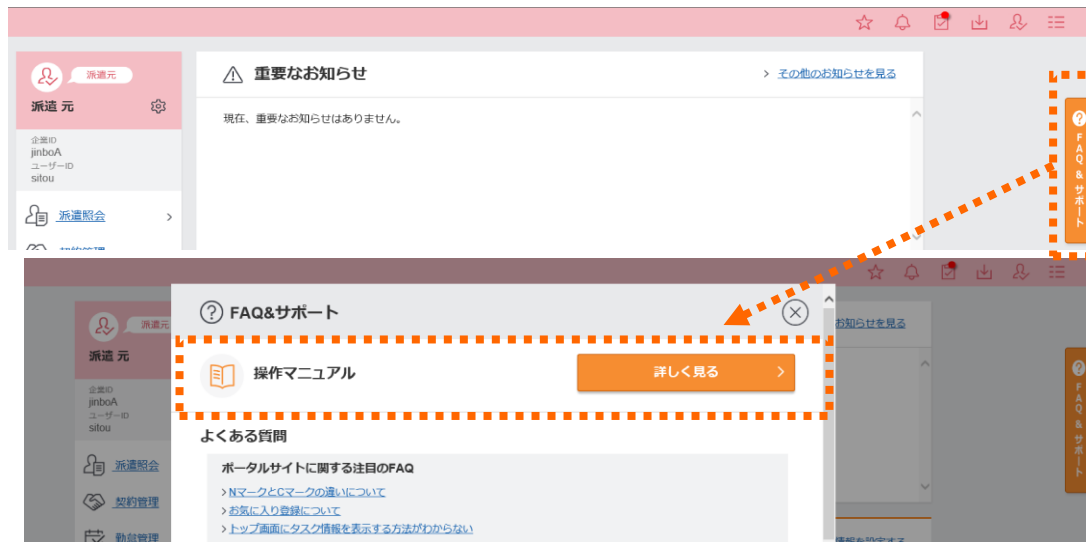 派遣元
派遣 元
企業ID
jinboA
ユーザーID
sitou
派遣照会
重要なお知らせ
その他のお知らせを見る
現在、重要なお知らせはありません。
FAQ&サポート
派遣元
派遣 元
企業ID
jinboA
ユーザーID
sitou
派遣照会
契約管理
勤怠管理
FAQ&サポート
操作マニュアル
詳しく見る
よくある質問
ポータルサイトに関する注目のFAQ
NマークとCマークの違いについて
お気に入り登録について
トップ画面にタスク情報を表示する方法がわからない
お知らせを見る
FAQ&サポート